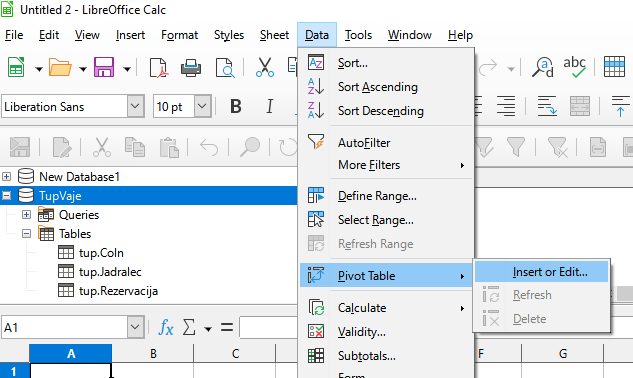 Untitled 2 - LibreOffice Calc
File Edit View Insert Format Styles Sheet Data Tools Window Help
Liberation Sans 10 pt B I
New Database1
TupVaje
Queries
Tables
tup.Coln
tup.Jadralec
tup.Rezervacija
Sort...
Sort Ascending
Sort Descending
AutoFilter
More Filters
Define Range...
Select Range...
Refresh Range
Pivot Table
Calculate
Validity...
Subtotals...
Form...
Insert or Edit...
Refresh
Delete
A1
A B C F G
1